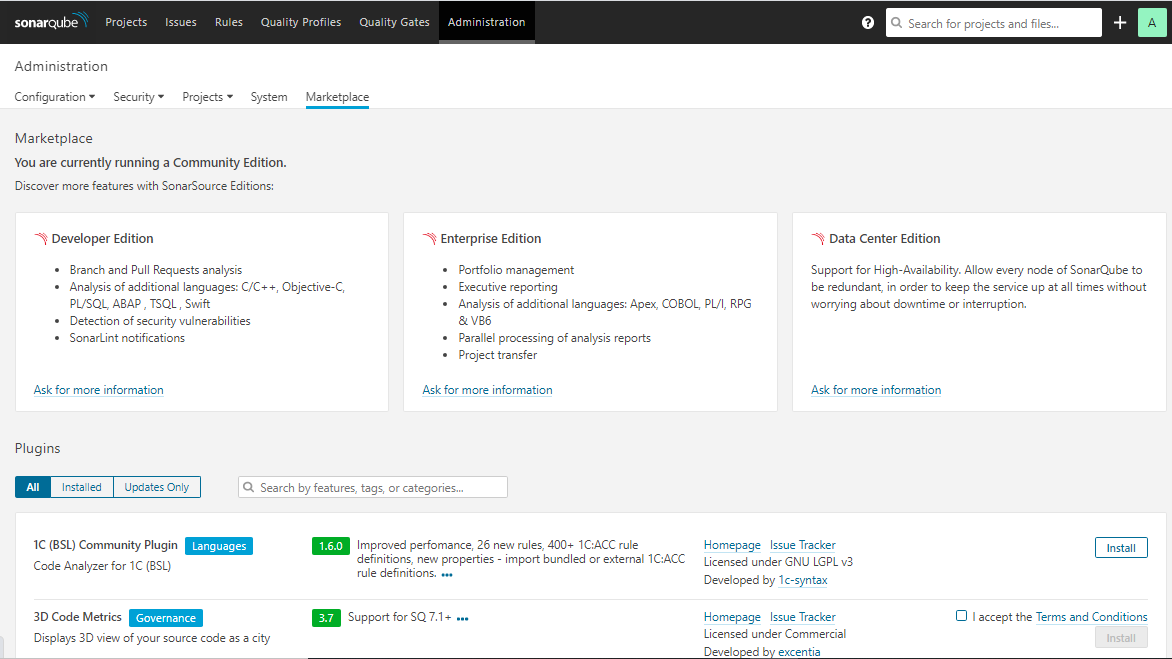 sonarqube Projects Issues Rules Quality Profiles Quality Gates Administration ? Search for projects and files... + A
Administration
Configuration Security Projects System Marketplace
Marketplace
You are currently running a Community Edition.
Discover more features with SonarSource Editions:
Developer Edition
Branch and Pull Requests analysis
Analysis of additional languages: C/C++, Objective-C,
PL/SQL, ABAP , TSQL , Swift
Detection of security vulnerabilities
SonarLint notifications
Ask for more information
Enterprise Edition
Portfolio management
Executive reporting
Analysis of additional languages: Apex, COBOL, PL/I, RPG
& VB6
Parallel processing of analysis reports
Project transfer
Ask for more information
Data Center Edition
Support for High-Availability. Allow every node of SonarQube to
be redundant, in order to keep the service up at all times without
worrying about downtime or interruption.
Ask for more information
Plugins
All Installed Updates Only Search by features, tags, or categories...
1C (BSL) Community Plugin Languages
Code Analyzer for 1C (BSL)
1.6.0 Improved perfomance, 26 new rules, 400+ 1C:ACC rule
definitions, new properties - import bundled or external 1C:ACC
rule definitions. •••
Homepage Issue Tracker
Licensed under GNU LGPL v3
Developed by 1c-syntax
Install
3D Code Metrics Governance
Displays 3D view of your source code as a city
3.7 Support for SQ 7.1+ •••
Homepage Issue Tracker
Licensed under Commercial
Developed by excentia
I accept the Terms and Conditions
Install